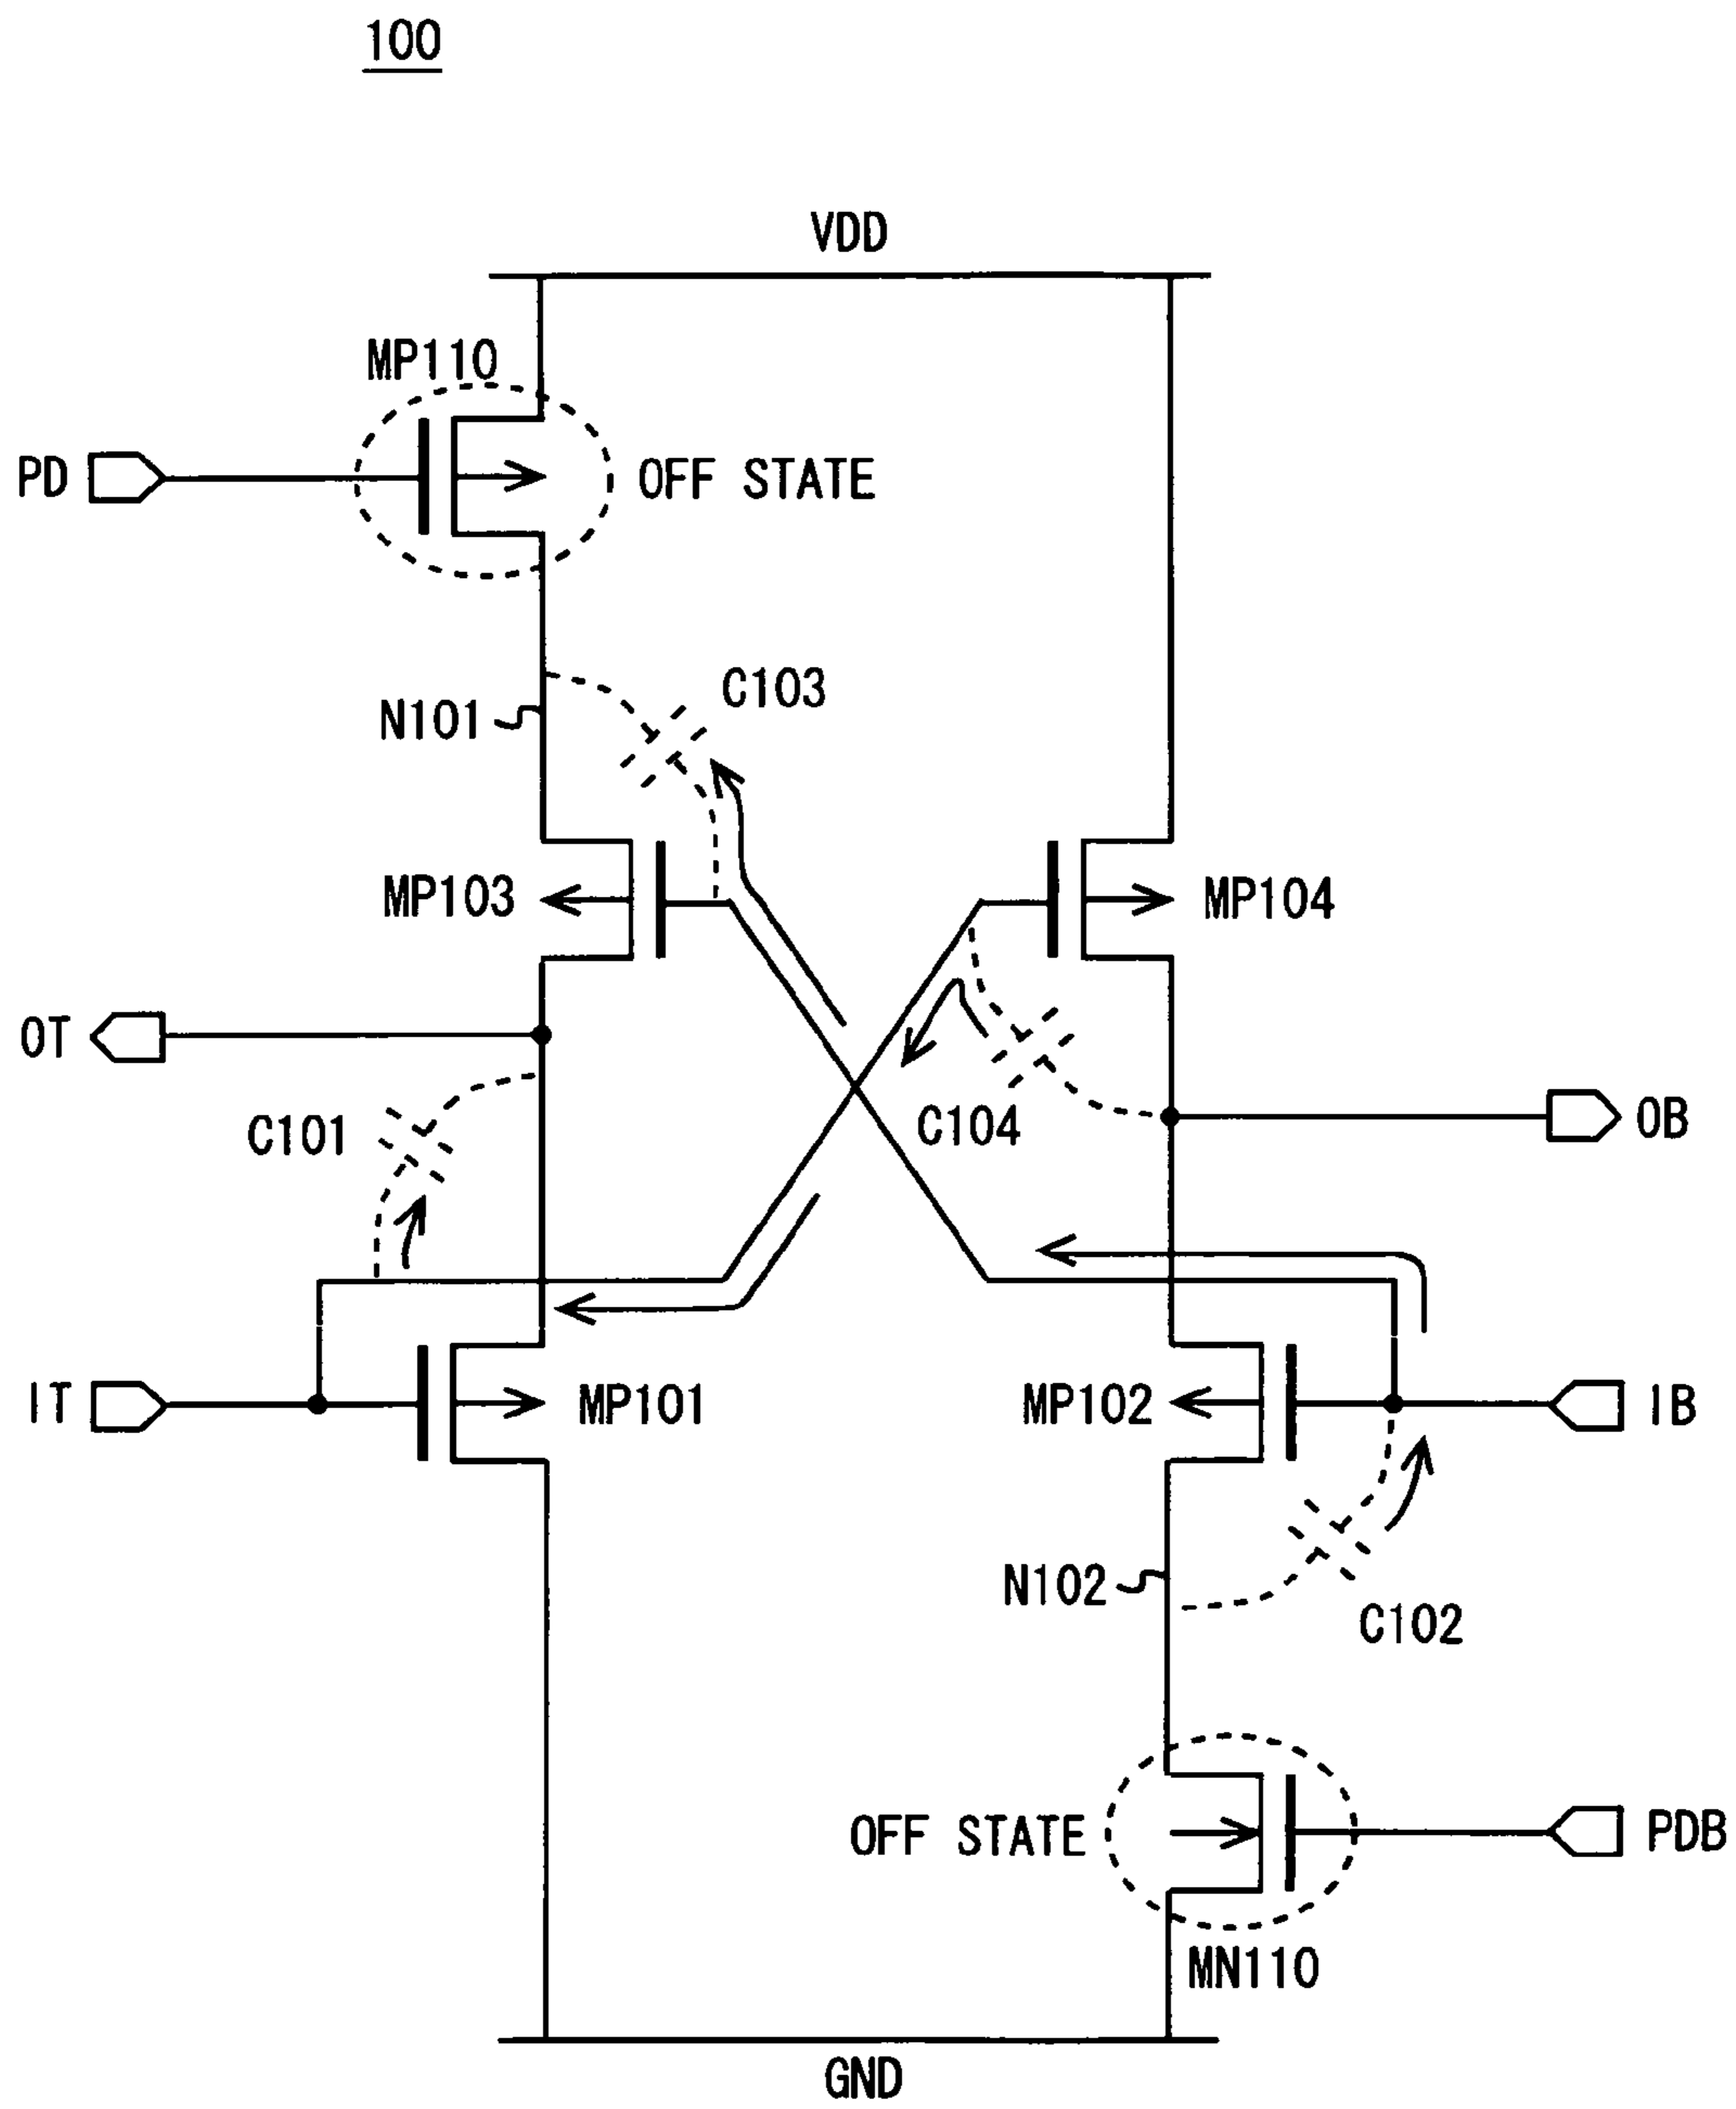 100
VDD
MP110
PD
OFF STATE
C103
N101
MP103
MP104
OT
C101
C104
OB
IT
MP101
MP102
IB
N102
C102
OFF STATE
PDB
MN110
GND